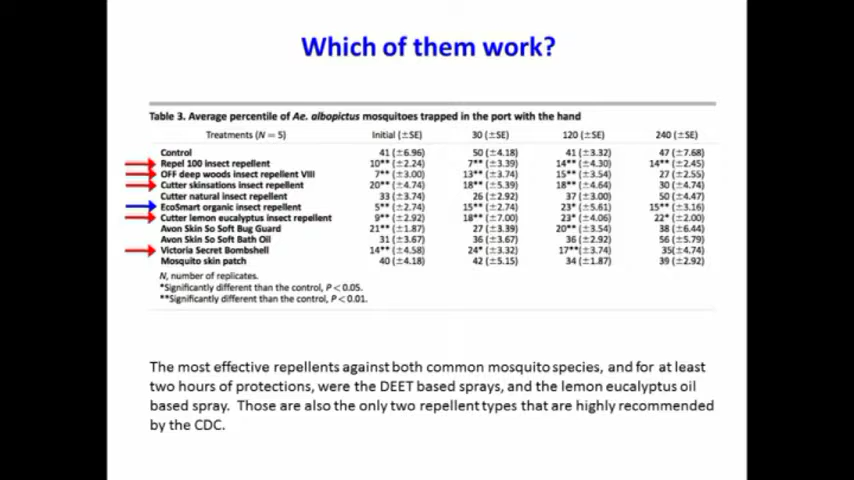 Which of them work?
Table 3. Average percentile of Ae. albopictus mosquitoes trapped in the port with the hand
Treatments (N = 5) Initial (±SE) 30 (±SE) 120 (±SE) 240 (±SE)
Control 41 (±6.96) 50 (±4.18) 41 (±3.32) 47 (±7.68)
Repel 100 insect repellent 10** (±2.24) 7** (±3.39) 14** (±4.30) 14** (±2.45)
OFF deep woods insect repellent VIII 7** (±3.00) 13** (±3.74) 15** (±3.54) 27 (±2.55)
Cutter skinsations insect repellent 20** (±4.74) 18** (±5.39) 18** (±4.64) 30 (±4.74)
Cutter natural insect repellent 33 (±3.74) 26 (±2.92) 37 (±3.00) 50 (±4.47)
EcoSmart organic insect repellent 5** (±2.74) 15** (±2.74) 23* (±5.61) 15** (±3.16)
Cutter lemon eucalyptus insect repellent 9** (±2.92) 18** (±7.00) 23* (±4.06) 22* (±2.00)
Avon Skin So Soft Bug Guard 21** (±1.87) 27 (±3.39) 20** (±3.54) 38 (±6.44)
Avon Skin So Soft Bath Oil 31 (±3.67) 36 (±3.67) 36 (±2.92) 56 (±5.79)
Victoria Secret Bombshell 14** (±4.58) 24* (±3.32) 17** (±3.74) 35(±4.74)
Mosquito skin patch 40 (±4.18) 42 (±5.15) 34 (±1.87) 39 (±2.92)
N, number of replicates.
*Significantly different than the control, P < 0.05.
**Significantly different than the control, P < 0.01.
The most effective repellents against both common mosquito species, and for at least
two hours of protections, were the DEET based sprays, and the lemon eucalyptus oil
based spray. Those are also the only two repellent types that are highly recommended
by the CDC.